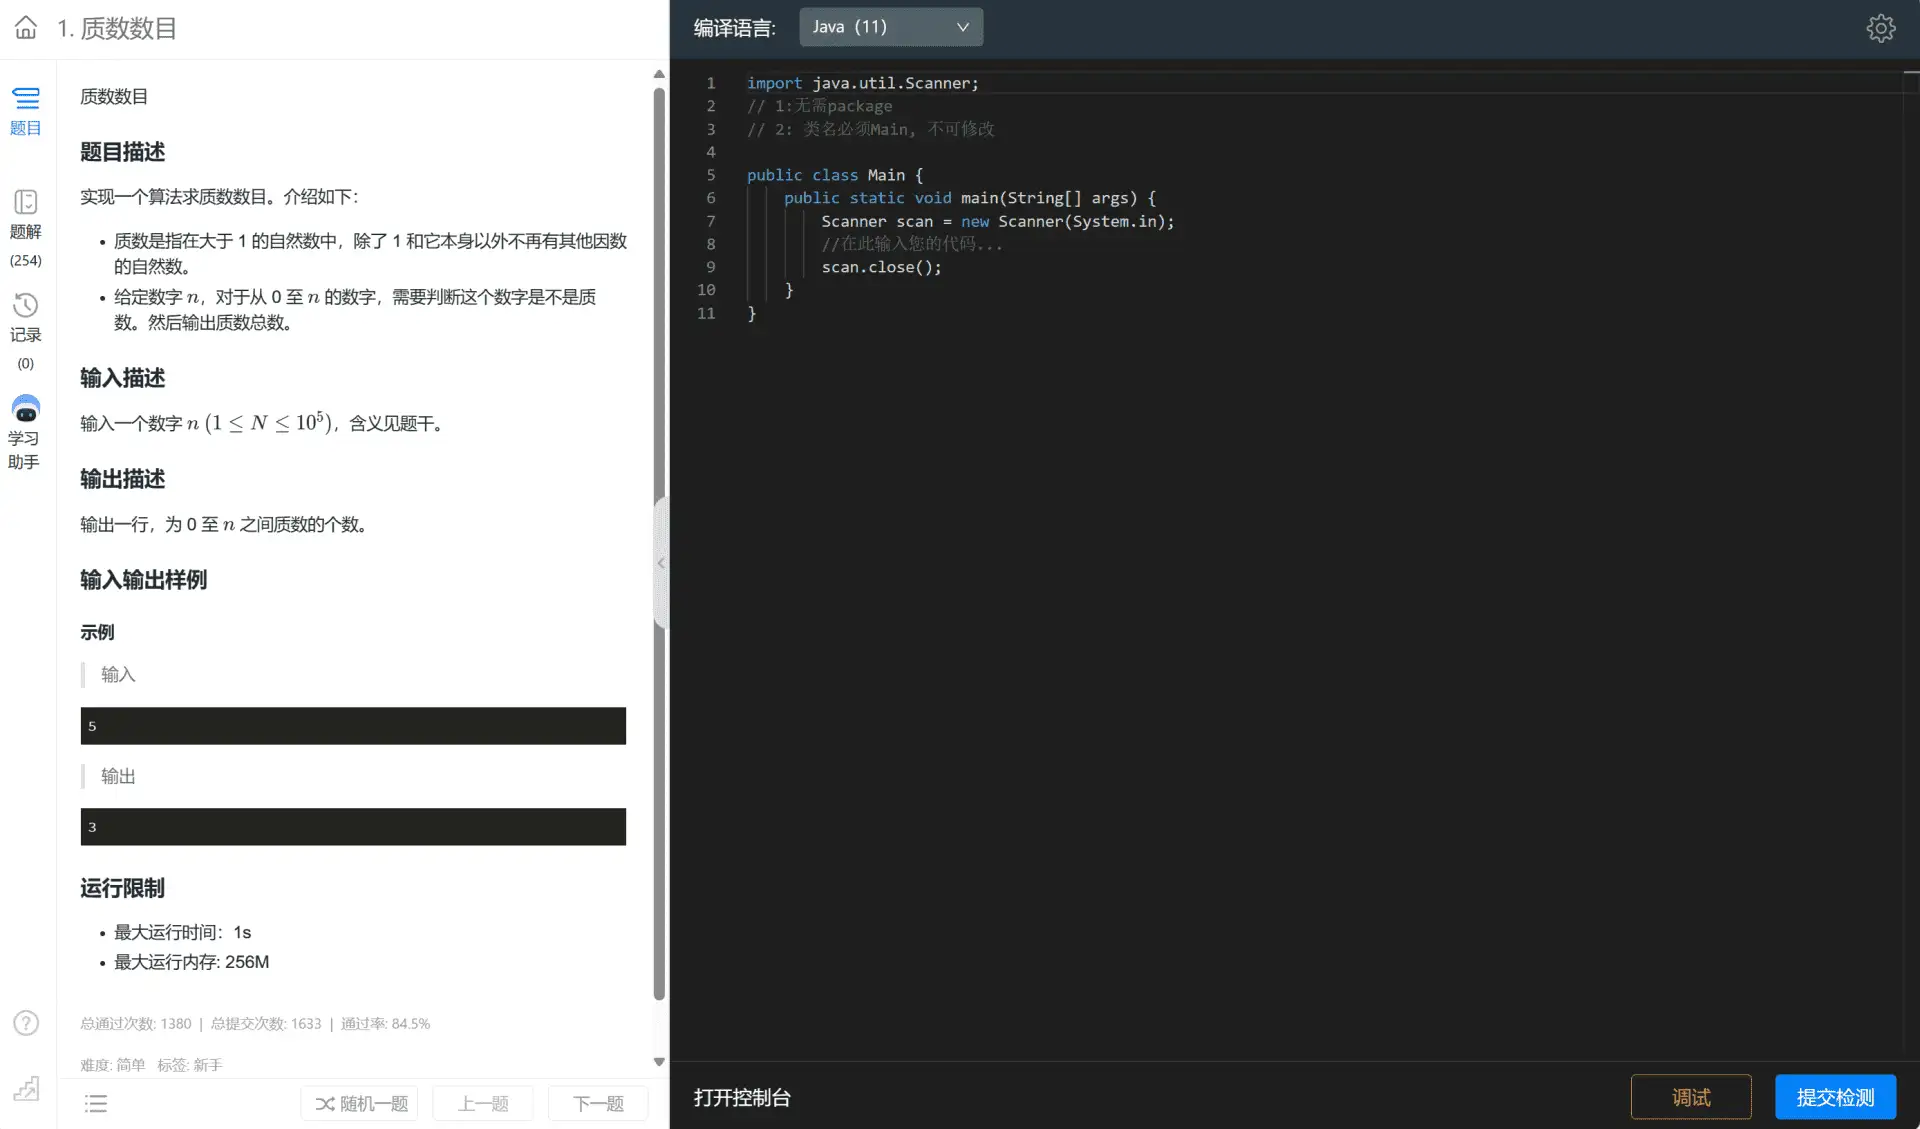 1. 质数数目
题目
题解
(254)
记录
(0)
学习
助手
质数数目
题目描述
实现一个算法求质数数目。介绍如下：
• 质数是指在大于 1 的自然数中，除了 1 和它本身以外不再有其他因数
的自然数。
• 给定数字 n，对于从 0 至 n 的数字，需要判断这个数字是不是质
数。然后输出质数总数。
输入描述
输入一个数字 n (1 ≤ N ≤ 10⁵)，含义见题干。
输出描述
输出一行，为 0 至 n 之间质数的个数。
输入输出样例
示例
输入
5
输出
3
运行限制
• 最大运行时间：1s
• 最大运行内存: 256M
总通过次数: 1380 | 总提交次数: 1633 | 通过率: 84.5%
难度: 简单 标签: 新手
随机一题 上一题 下一题
编译语言: Java (11)
1 import java.util.Scanner;
2 // 1:无需package
3 // 2: 类名必须Main, 不可修改
4
5 public class Main {
6 public static void main(String[] args) {
7 Scanner scan = new Scanner(System.in);
8 //在此输入您的代码...
9 scan.close();
10 }
11 }
打开控制台 调试 提交检测